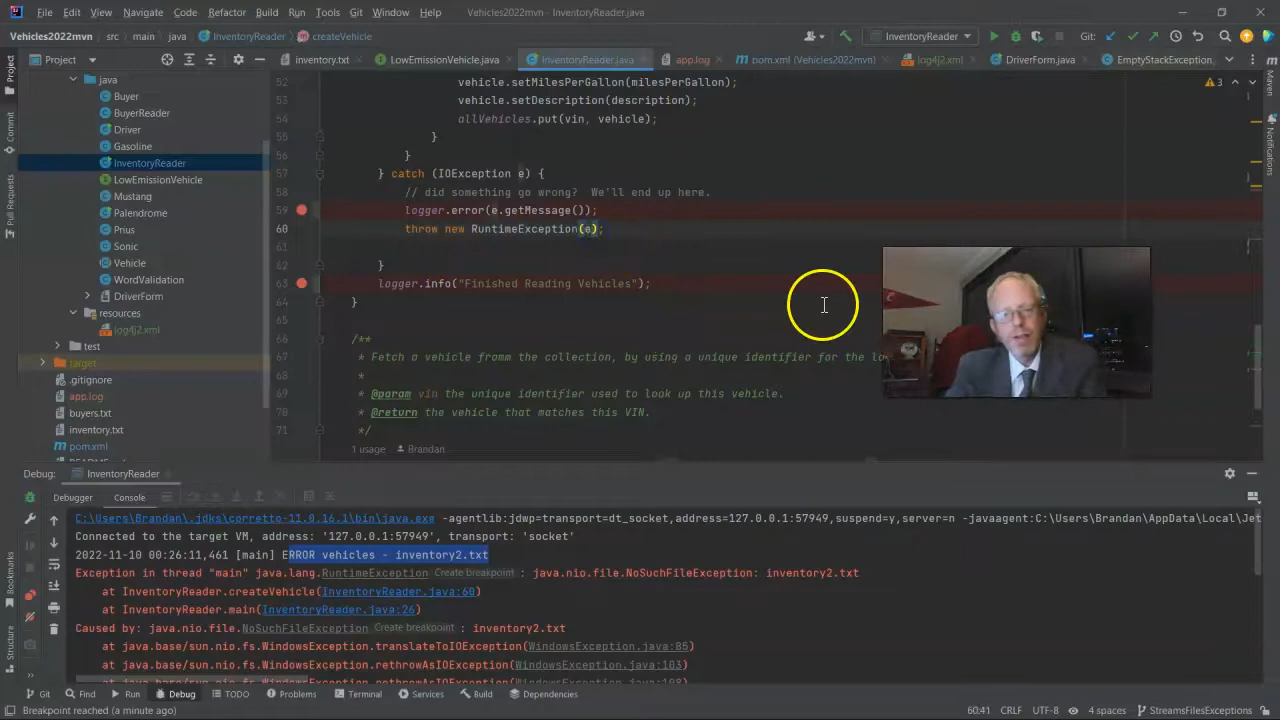 File Edit View Navigate Code Refactor Build Run Tools Git Window Help Vehicles2022mvn - InventoryReader.java
Vehicles2022mvn src main java InventoryReader createVehicle InventoryReader Git:
Project inventory.txt LowEmissionVehicle.java InventoryReader.java app.log pom.xml (Vehicles2022mvn) log4j2.xml DriverForm.java EmptyStackException.
Project
Commit
Pull Requests
Bookmarks
Structure
java
Buyer
BuyerReader
Driver
Gasoline
InventoryReader
LowEmissionVehicle
Mustang
Palendrome
Prius
Sonic
Vehicle
WordValidation
DriverForm
resources
log4j2.xml
test
target
.gitignore
app.log
buyers.txt
inventory.txt
pom.xml
3
52 vehicle.setMilesPerGallon(milesPerGallon);
53 vehicle.setDescription(description);
54 allVehicles.put(vin, vehicle);
55 }
56 }
57 } catch (IOException e) {
58 // did something go wrong? We'll end up here.
59 logger.error(e.getMessage());
60 throw new RuntimeException(e);
61
62 }
63 logger.info("Finished Reading Vehicles");
64 }
65
66 /**
67 * Fetch a vehicle fromm the collection, by using a unique identifier for the lo
68 *
69 * @param vin the unique identifier used to look up this vehicle.
70 * @return the vehicle that matches this VIN.
71 */
1 usage Brandan
Maven
Notifications
Debug: InventoryReader
Debugger Console
C:\Users\Brandan\.jdks\corretto-11.0.16.1\bin\java.exe -agentlib:jdwp=transport=dt_socket,address=127.0.0.1:57949,suspend=y,server=n -javaagent:C:\Users\Brandan\AppData\Local\Jet
Connected to the target VM, address: '127.0.0.1:57949', transport: 'socket'
2022-11-10 00:26:11,461 [main] ERROR vehicles - inventory2.txt
Exception in thread "main" java.lang.RuntimeException Create breakpoint : java.nio.file.NoSuchFileException: inventory2.txt
at InventoryReader.createVehicle(InventoryReader.java:60)
at InventoryReader.main(InventoryReader.java:26)
Caused by: java.nio.file.NoSuchFileException Create breakpoint : inventory2.txt
at java.base/sun.nio.fs.WindowsException.translateToIOException(WindowsException.java:85)
at java.base/sun.nio.fs.WindowsException.rethrowAsIOException(WindowsException.java:103)
Git Find Run Debug TODO Problems Terminal Services Build Dependencies
Breakpoint reached (a minute ago) 60:41 CRLF UTF-8 4 spaces StreamsFilesExceptions